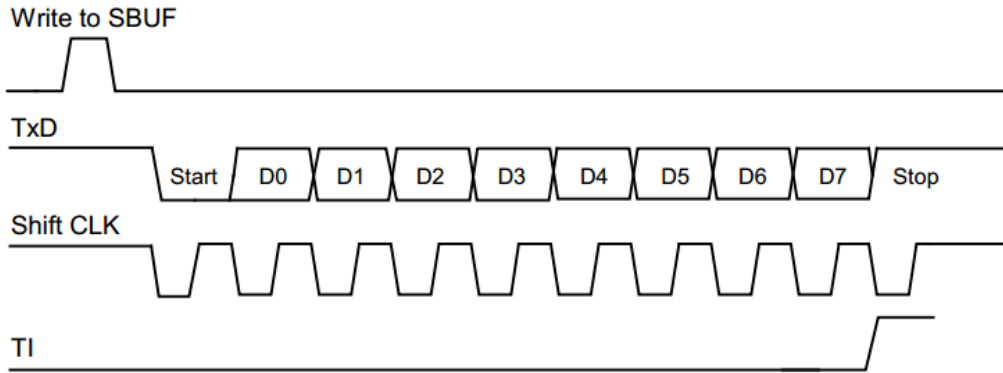 Write to SBUF
TxD
Start D0 D1 D2 D3 D4 D5 D6 D7 Stop
Shift CLK
TI